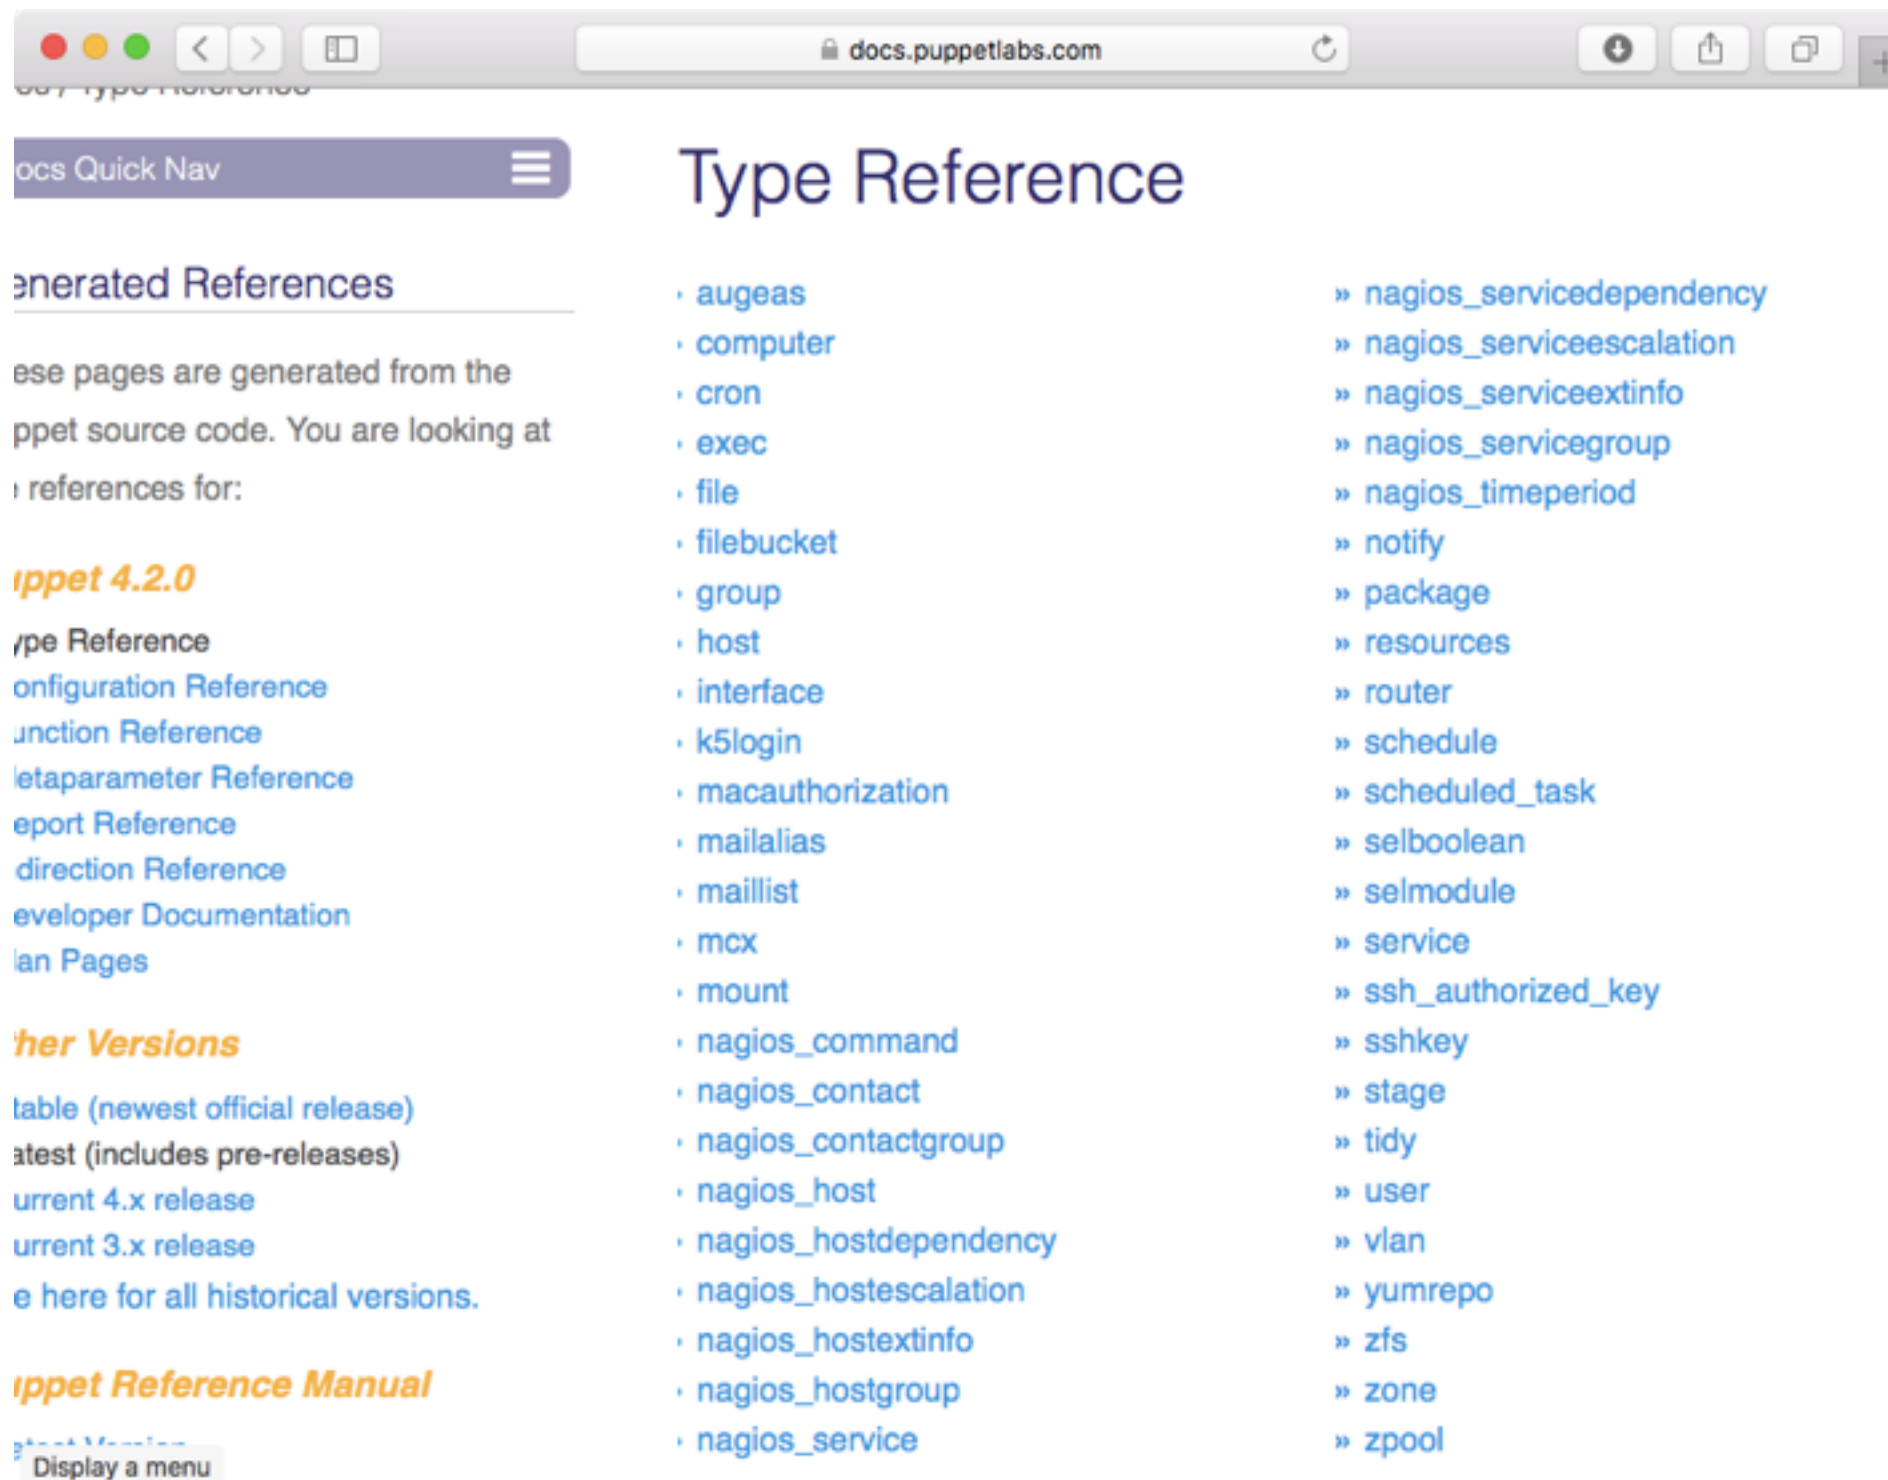 docs.puppetlabs.com
Type Reference
ocs Quick Nav
enerated References
ese pages are generated from the
ppet source code. You are looking at
references for:
uppet 4.2.0
ype Reference
onfiguration Reference
unction Reference
etaparameter Reference
eport Reference
direction Reference
eveloper Documentation
an Pages
her Versions
table (newest official release)
atest (includes pre-releases)
urrent 4.x release
urrent 3.x release
e here for all historical versions.
uppet Reference Manual
Display a menu
Type Reference
augeas
computer
cron
exec
file
filebucket
group
host
interface
k5login
macauthorization
mailalias
maillist
mcx
mount
nagios_command
nagios_contact
nagios_contactgroup
nagios_host
nagios_hostdependency
nagios_hostescalation
nagios_hostextinfo
nagios_hostgroup
nagios_service
» nagios_servicedependency
» nagios_serviceescalation
» nagios_serviceextinfo
» nagios_servicegroup
» nagios_timeperiod
» notify
» package
» resources
» router
» schedule
» scheduled_task
» selboolean
» selmodule
» service
» ssh_authorized_key
» sshkey
» stage
» tidy
» user
» vlan
» yumrepo
» zfs
» zone
» zpool